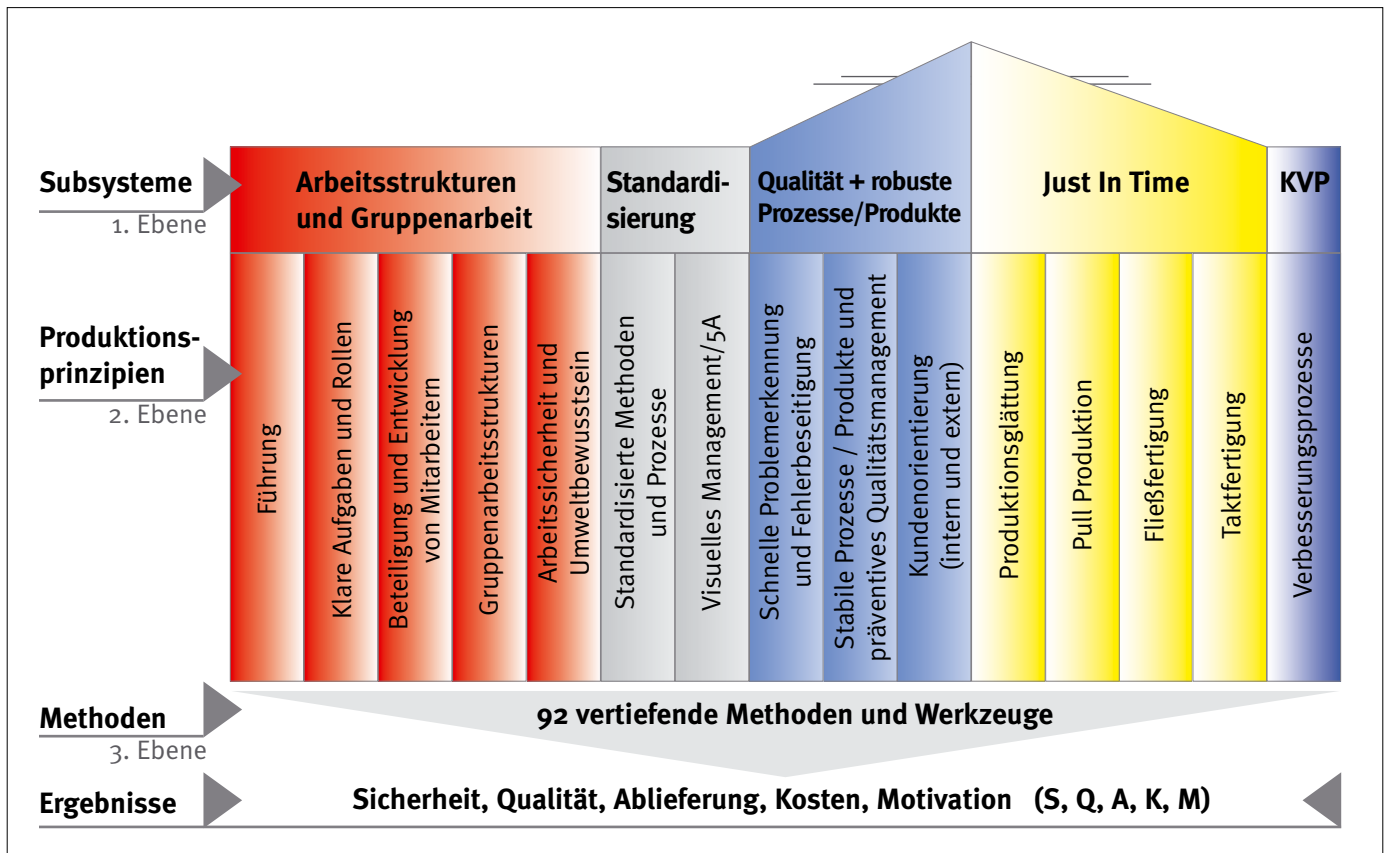 Subsysteme
1. Ebene
Arbeitsstrukturen
und Gruppenarbeit
Standardi-
sierung
Qualität + robuste
Prozesse/Produkte
Just In Time
KVP
Produktions-
prinzipien
2. Ebene
Führung
Klare Aufgaben und Rollen
Beteiligung und Entwicklung
von Mitarbeitern
Gruppenarbeitsstrukturen
Arbeitssicherheit und
Umweltbewusstsein
Standardisierte Methoden
und Prozesse
Visuelles Management/5A
Schnelle Problemerkennung
und Fehlerbeseitigung
Stabile Prozesse / Produkte und
präventives Qualitätsmanagement
Kundenorientierung
(intern und extern)
Produktionsglättung
Pull Produktion
Fließfertigung
Taktfertigung
Verbesserungsprozesse
Methoden
3. Ebene
92 vertiefende Methoden und Werkzeuge
Ergebnisse
Sicherheit, Qualität, Ablieferung, Kosten, Motivation (S, Q, A, K, M)